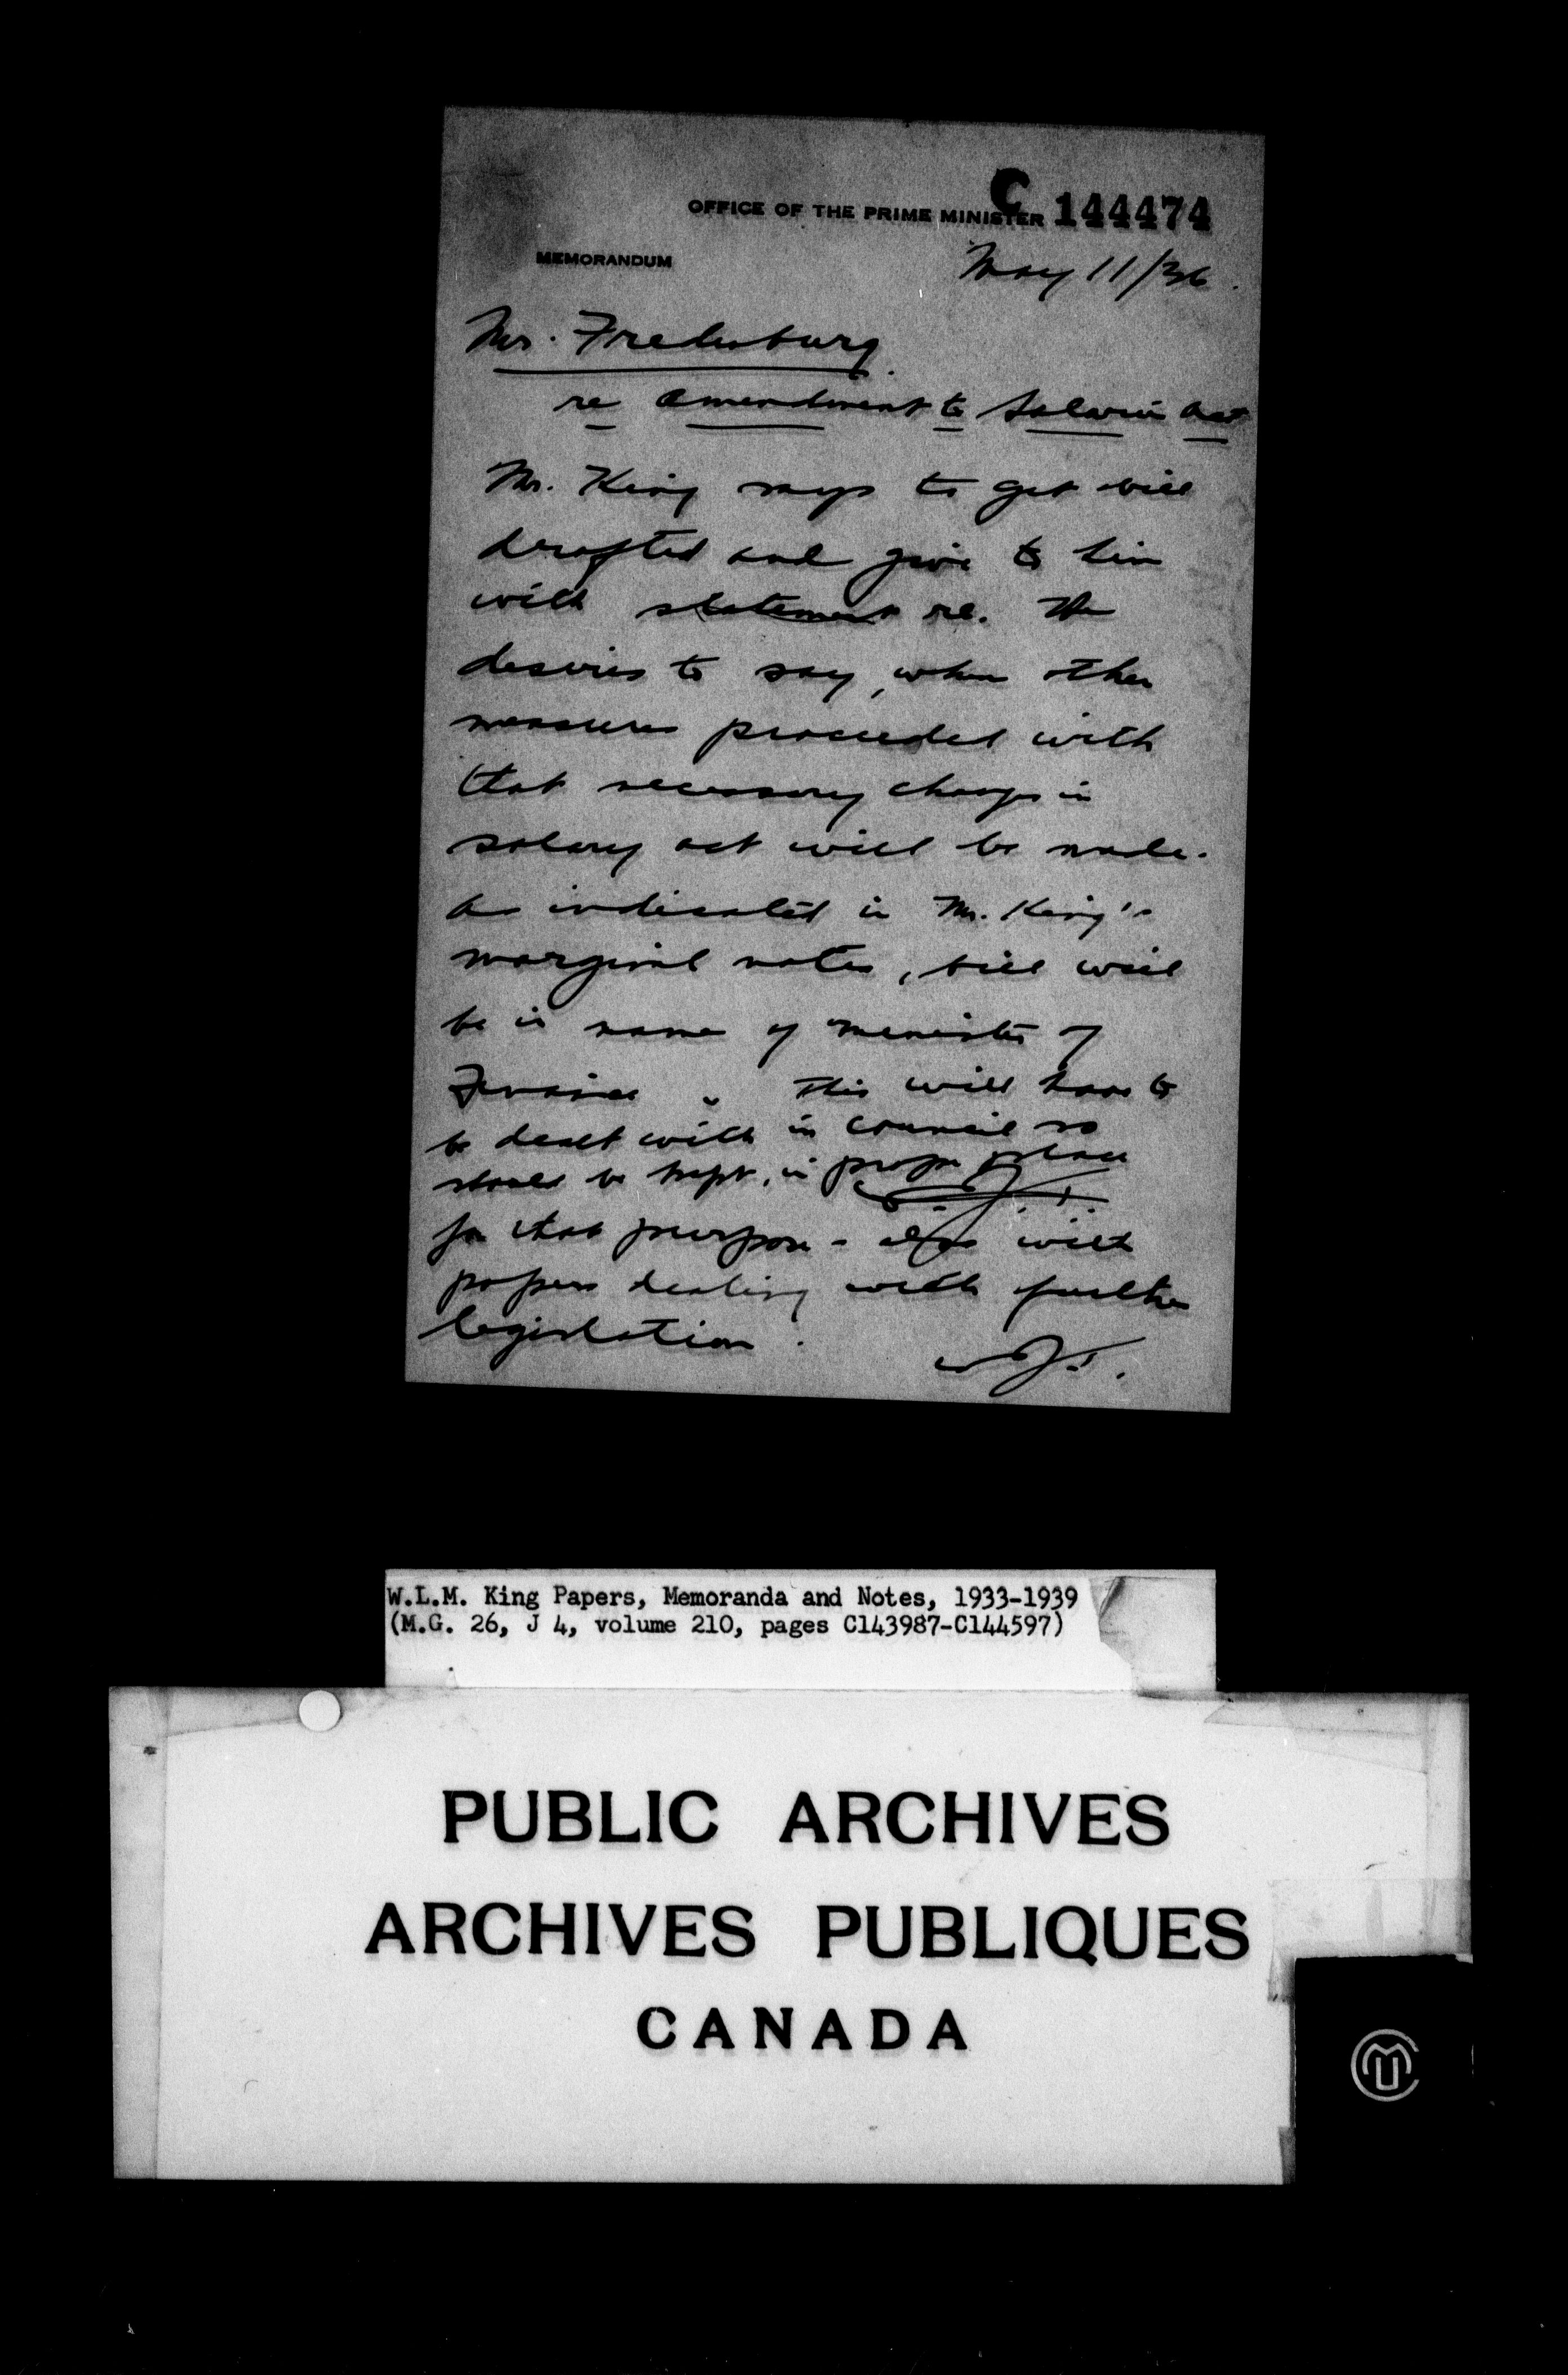 C
OFFICE OF THE PRIME MINISTER 144474
MEMORANDUM
May 11/36.
Mr. Fredenburg.
re amendment to Salaries Act
Mr. King says to get bill
drafted and give to him
with statement re. He
desires to say, when other
measures proceeded with
that necessary changes in
salary act will be made.
As indicated in Mr. King's
marginal notes, bill will
be in name of Minister of
Finance. This will have to
be dealt with in Council so
should be kept, in proper place
for that purpose - also with
papers dealing with further
legislation.
W.L.M. King Papers, Memoranda and Notes, 1933-1939
(M.G. 26, J 4, volume 210, pages C143987-C144597)
PUBLIC ARCHIVES
ARCHIVES PUBLIQUES
CANADA